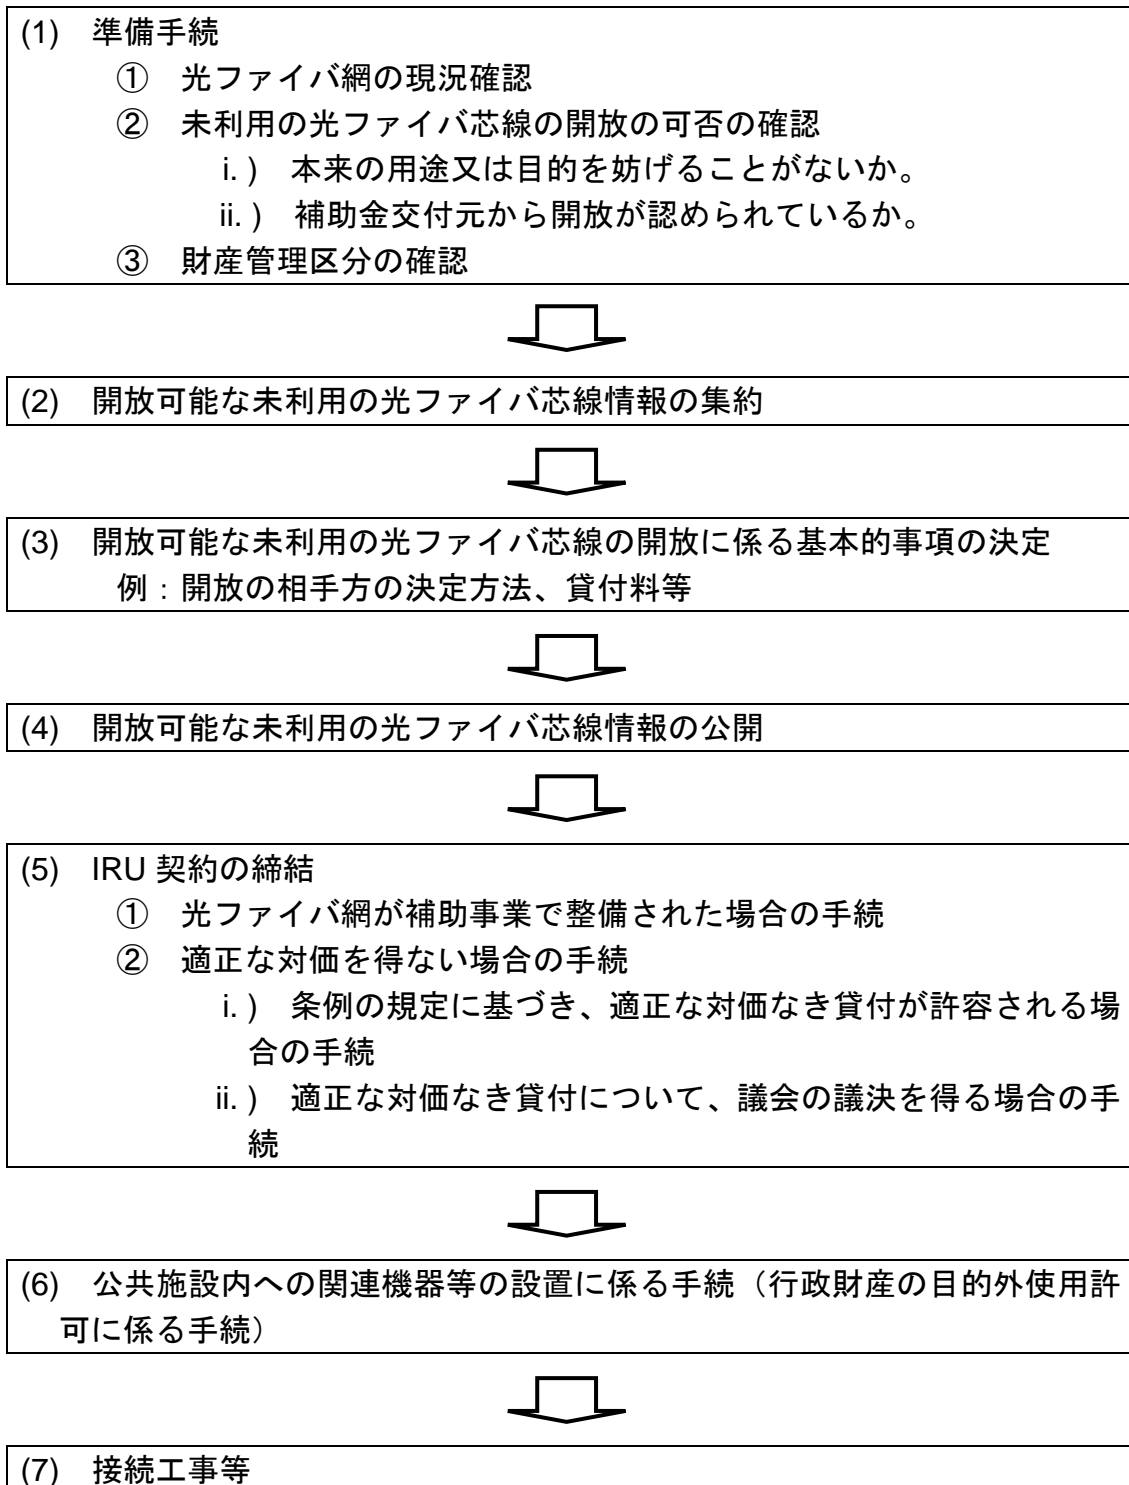 (1) 準備手続
① 光ファイバ網の現況確認
② 未利用の光ファイバ芯線の開放の可否の確認
i. ) 本来の用途又は目的を妨げることがないか。
ii. ) 補助金交付元から開放が認められているか。
③ 財産管理区分の確認
(2) 開放可能な未利用の光ファイバ芯線情報の集約
(3) 開放可能な未利用の光ファイバ芯線の開放に係る基本的事項の決定
例：開放の相手方の決定方法、貸付料等
(4) 開放可能な未利用の光ファイバ芯線情報の公開
(5) IRU 契約の締結
① 光ファイバ網が補助事業で整備された場合の手続
② 適正な対価を得ない場合の手続
i. ) 条例の規定に基づき、適正な対価なき貸付が許容される場
合の手続
ii. ) 適正な対価なき貸付について、議会の議決を得る場合の手
続
(6) 公共施設内への関連機器等の設置に係る手続（行政財産の目的外使用許
可に係る手続）
(7) 接続工事等